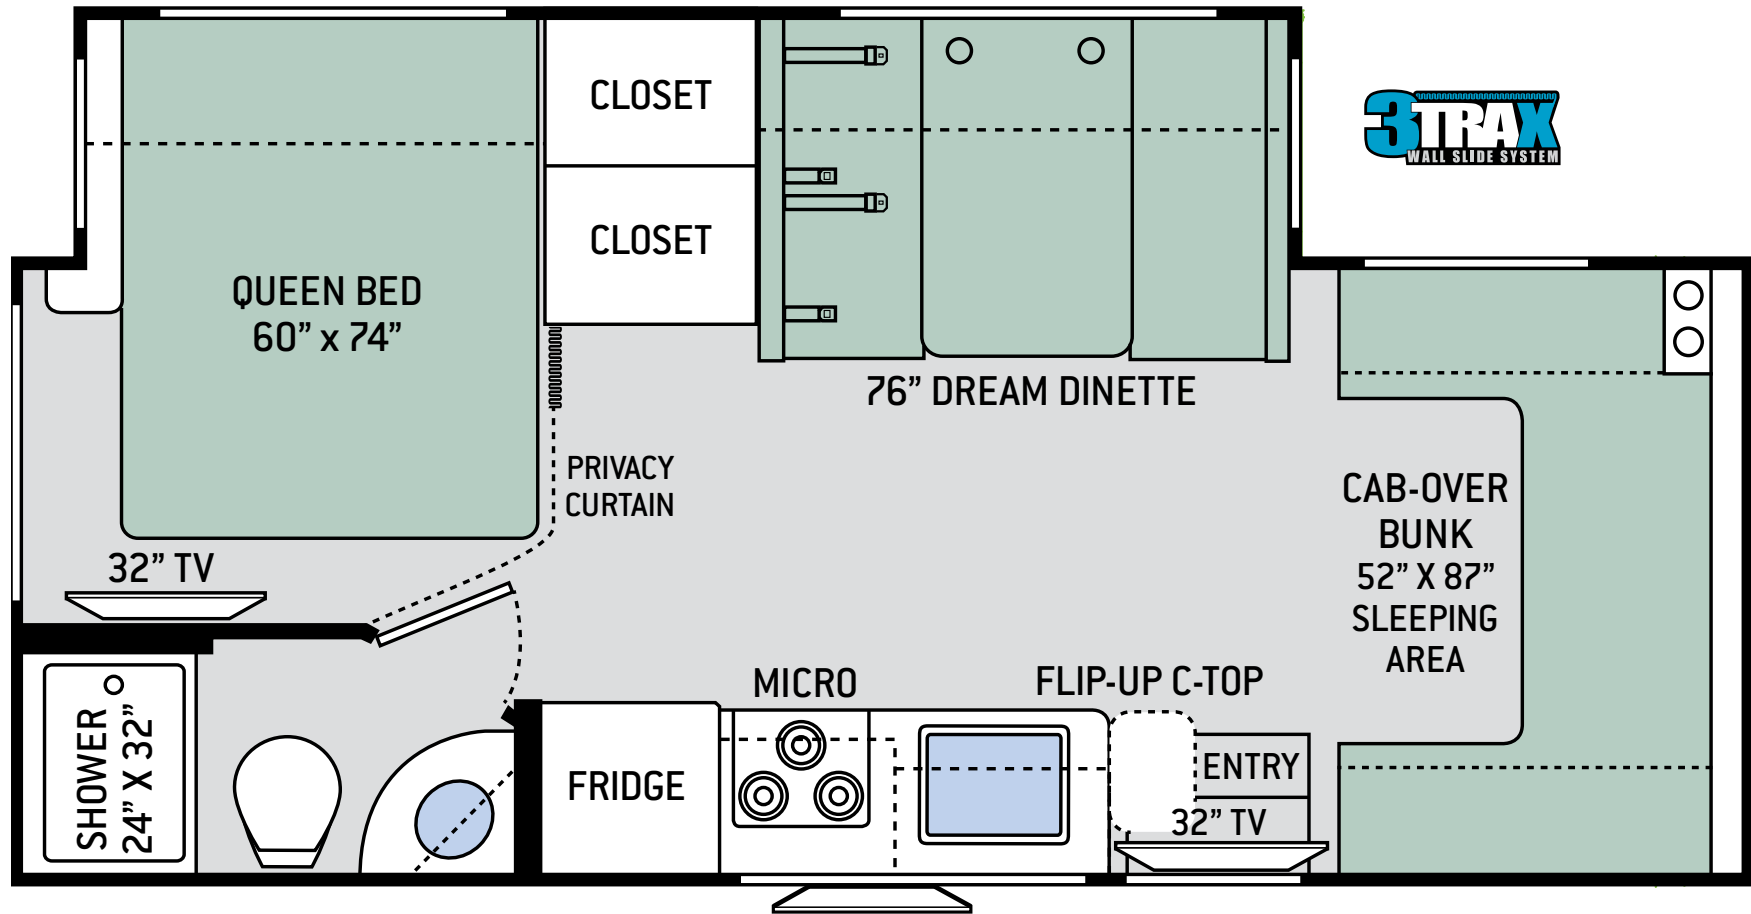 CLOSET
CLOSET
3TRAX
WALL SLIDE SYSTEM
QUEEN BED
60” x 74”
76” DREAM DINETTE
PRIVACY
CURTAIN
CAB-OVER
BUNK
52” X 87”
SLEEPING
AREA
32” TV
SHOWER
24” X 32”
FRIDGE
MICRO
FLIP-UP C-TOP
ENTRY
32” TV